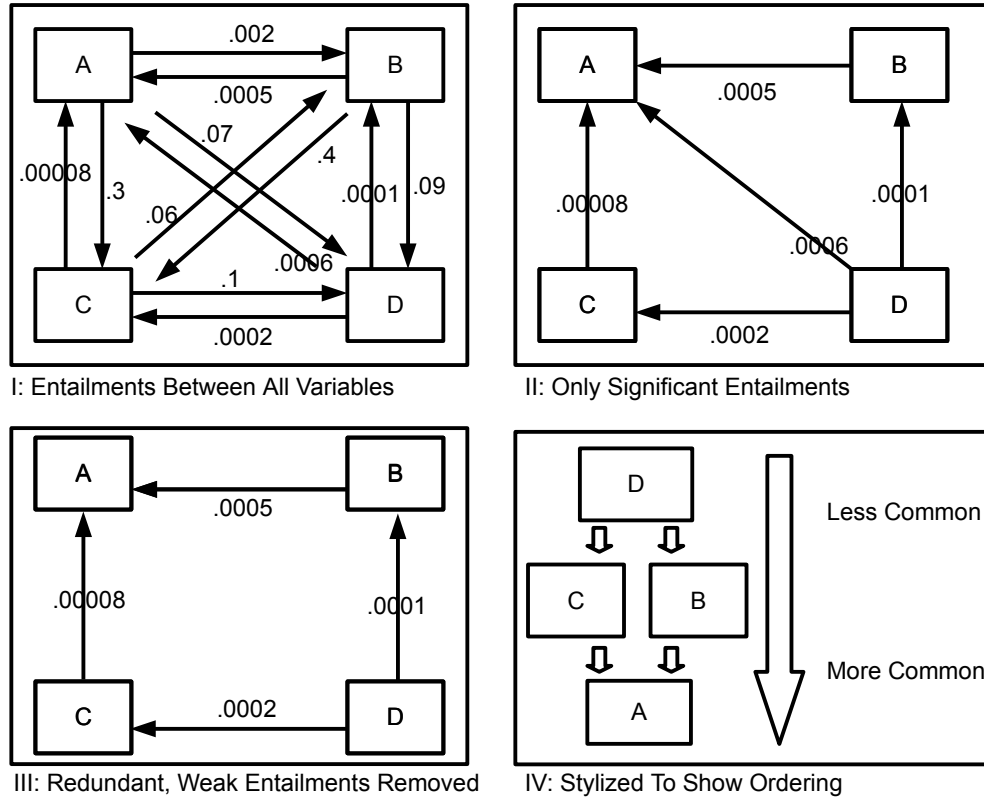 A
.002
B
.0005
.07
.4
.00008
.3
.06
.0001
.09
.0006
C
.1
D
.0002
I: Entailments Between All Variables
A
B
.0005
.00008
.0001
.0006
C
D
.0002
II: Only Significant Entailments
A
B
.0005
.00008
.0001
C
.0002
D
III: Redundant, Weak Entailments Removed
D
Less Common
C
B
More Common
A
IV: Stylized To Show Ordering